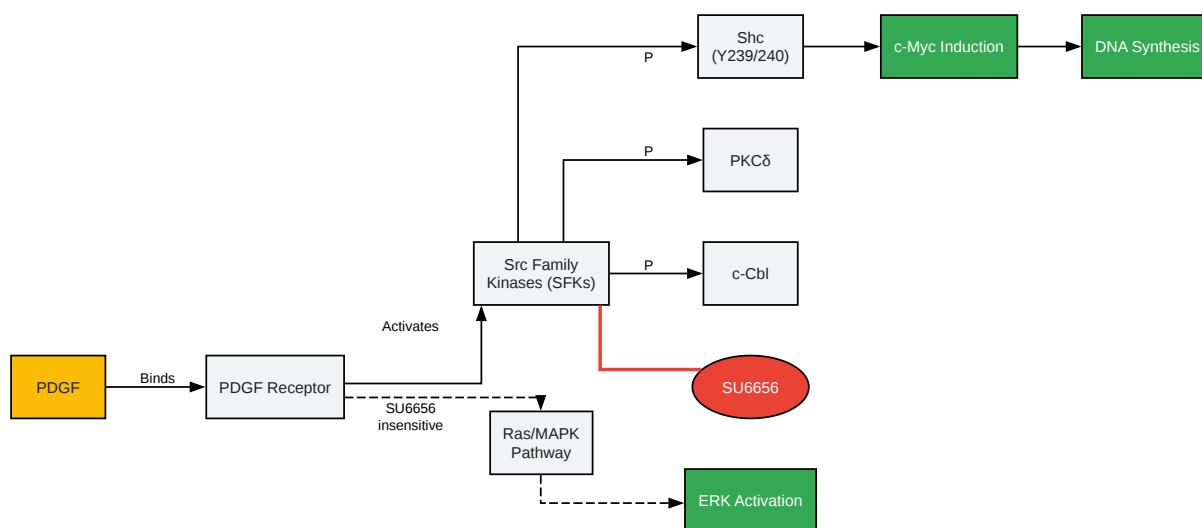 Shc
(Y239/240)
c-Myc Induction
DNA Synthesis
P
P
PKCδ
Src Family
Kinases (SFKs)
P
c-Cbl
Activates
PDGF
Binds
PDGF Receptor
SU6656
SU6656
insensitive
Ras/MAPK
Pathway
ERK Activation